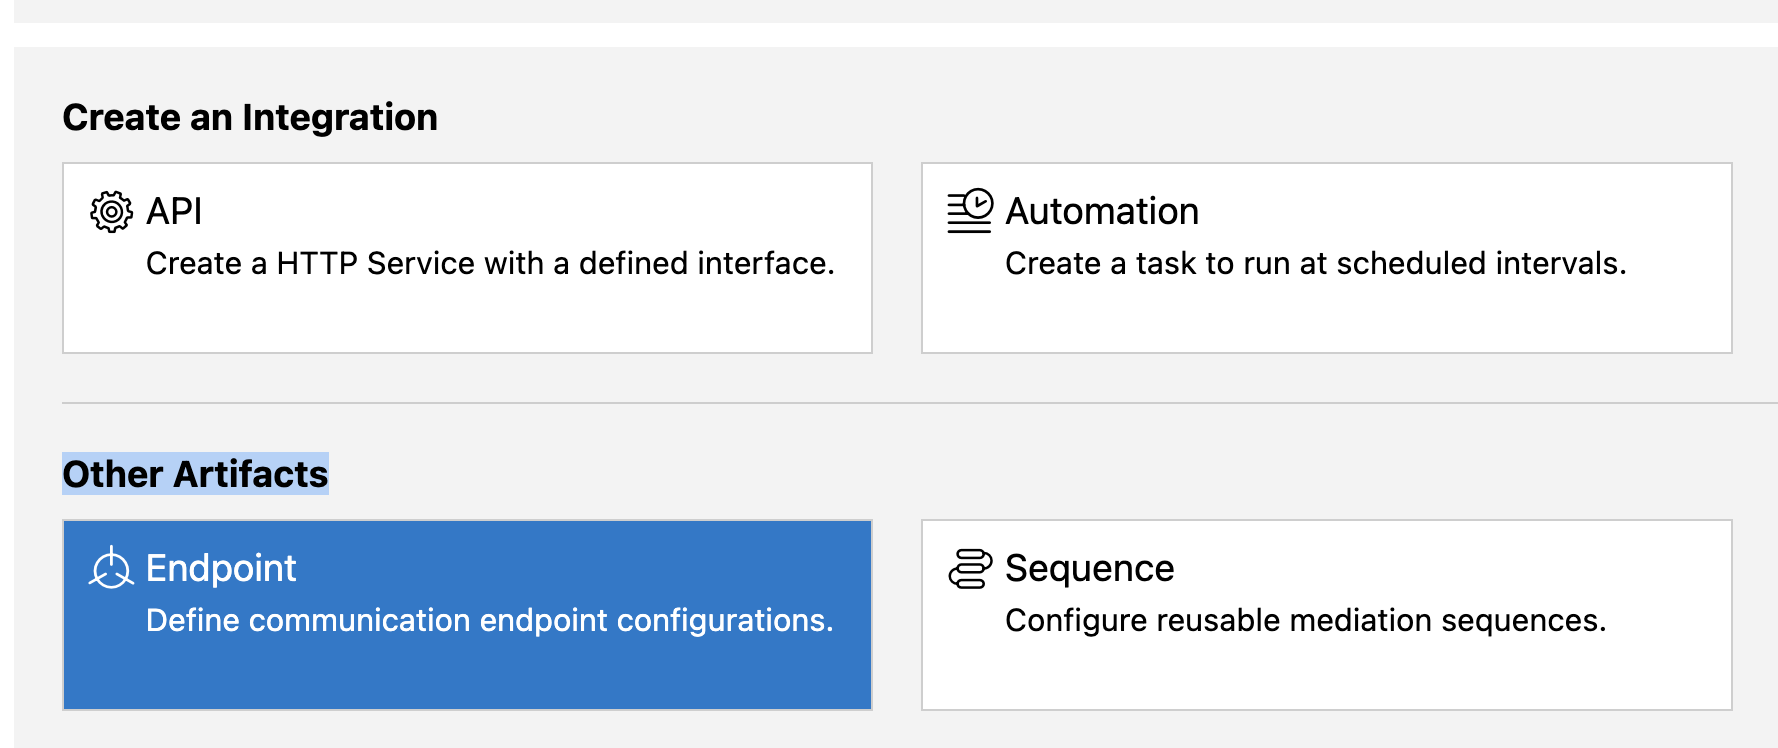 Create an Integration
API
Create a HTTP Service with a defined interface.
Automation
Create a task to run at scheduled intervals.
Other Artifacts
Endpoint
Define communication endpoint configurations.
Sequence
Configure reusable mediation sequences.